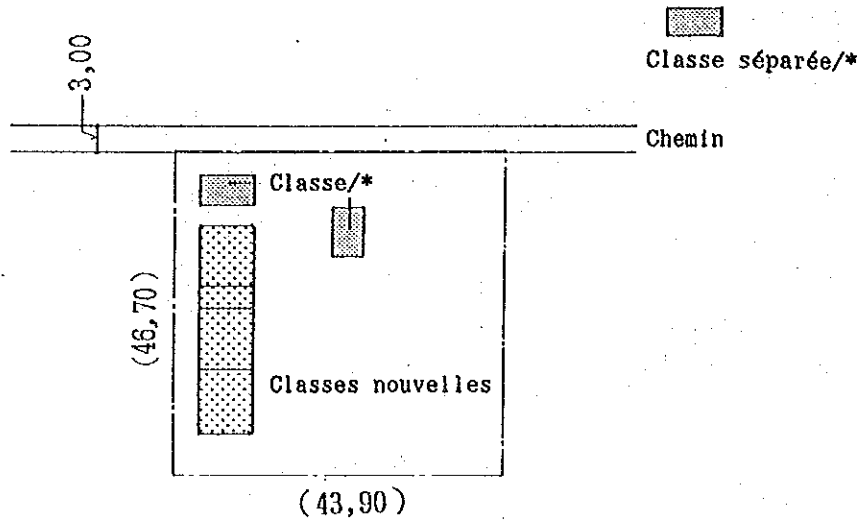 Classe séparée/*
3,00
Chemin
Classe/*
(46,70)
Classes nouvelles
(43,90)